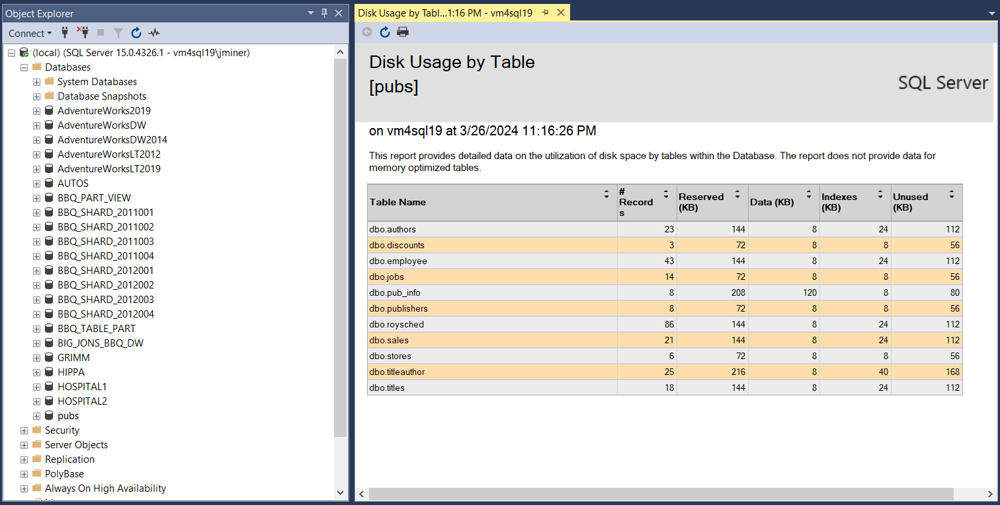 Object Explorer
Connect
(local) (SQL Server 15.0.4326.1 - vm4sql19\jminer)
Databases
System Databases
Database Snapshots
AdventureWorks2019
AdventureWorksDW
AdventureWorksDW2014
AdventureWorksLT2012
AdventureWorksLT2019
AUTOS
BBQ_PART_VIEW
BBQ_SHARD_2011001
BBQ_SHARD_2011002
BBQ_SHARD_2011003
BBQ_SHARD_2011004
BBQ_SHARD_2012001
BBQ_SHARD_2012002
BBQ_SHARD_2012003
BBQ_SHARD_2012004
BBQ_TABLE_PART
BIG_JONS_BBQ_DW
GRIMM
HIPPA
HOSPITAL1
HOSPITAL2
pubs
Security
Server Objects
Replication
PolyBase
Always On High Availability
Disk Usage by Tabl...1:16 PM - vm4sql19
Disk Usage by Table
[pubs]
SQL Server
on vm4sql19 at 3/26/2024 11:16:26 PM
This report provides detailed data on the utilization of disk space by tables within the Database. The report does not provide data for
memory optimized tables.
Table Name # Record s Reserved (KB) Data (KB) Indexes (KB) Unused (KB)
dbo.authors 23 144 8 24 112
dbo.discounts 3 72 8 8 56
dbo.employee 43 144 8 24 112
dbo.jobs 14 72 8 8 56
dbo.pub_info 8 208 120 8 80
dbo.publishers 8 72 8 8 56
dbo.roysched 86 144 8 24 112
dbo.sales 21 144 8 24 112
dbo.stores 6 72 8 8 56
dbo.titleauthor 25 216 8 40 168
dbo.titles 18 144 8 24 112